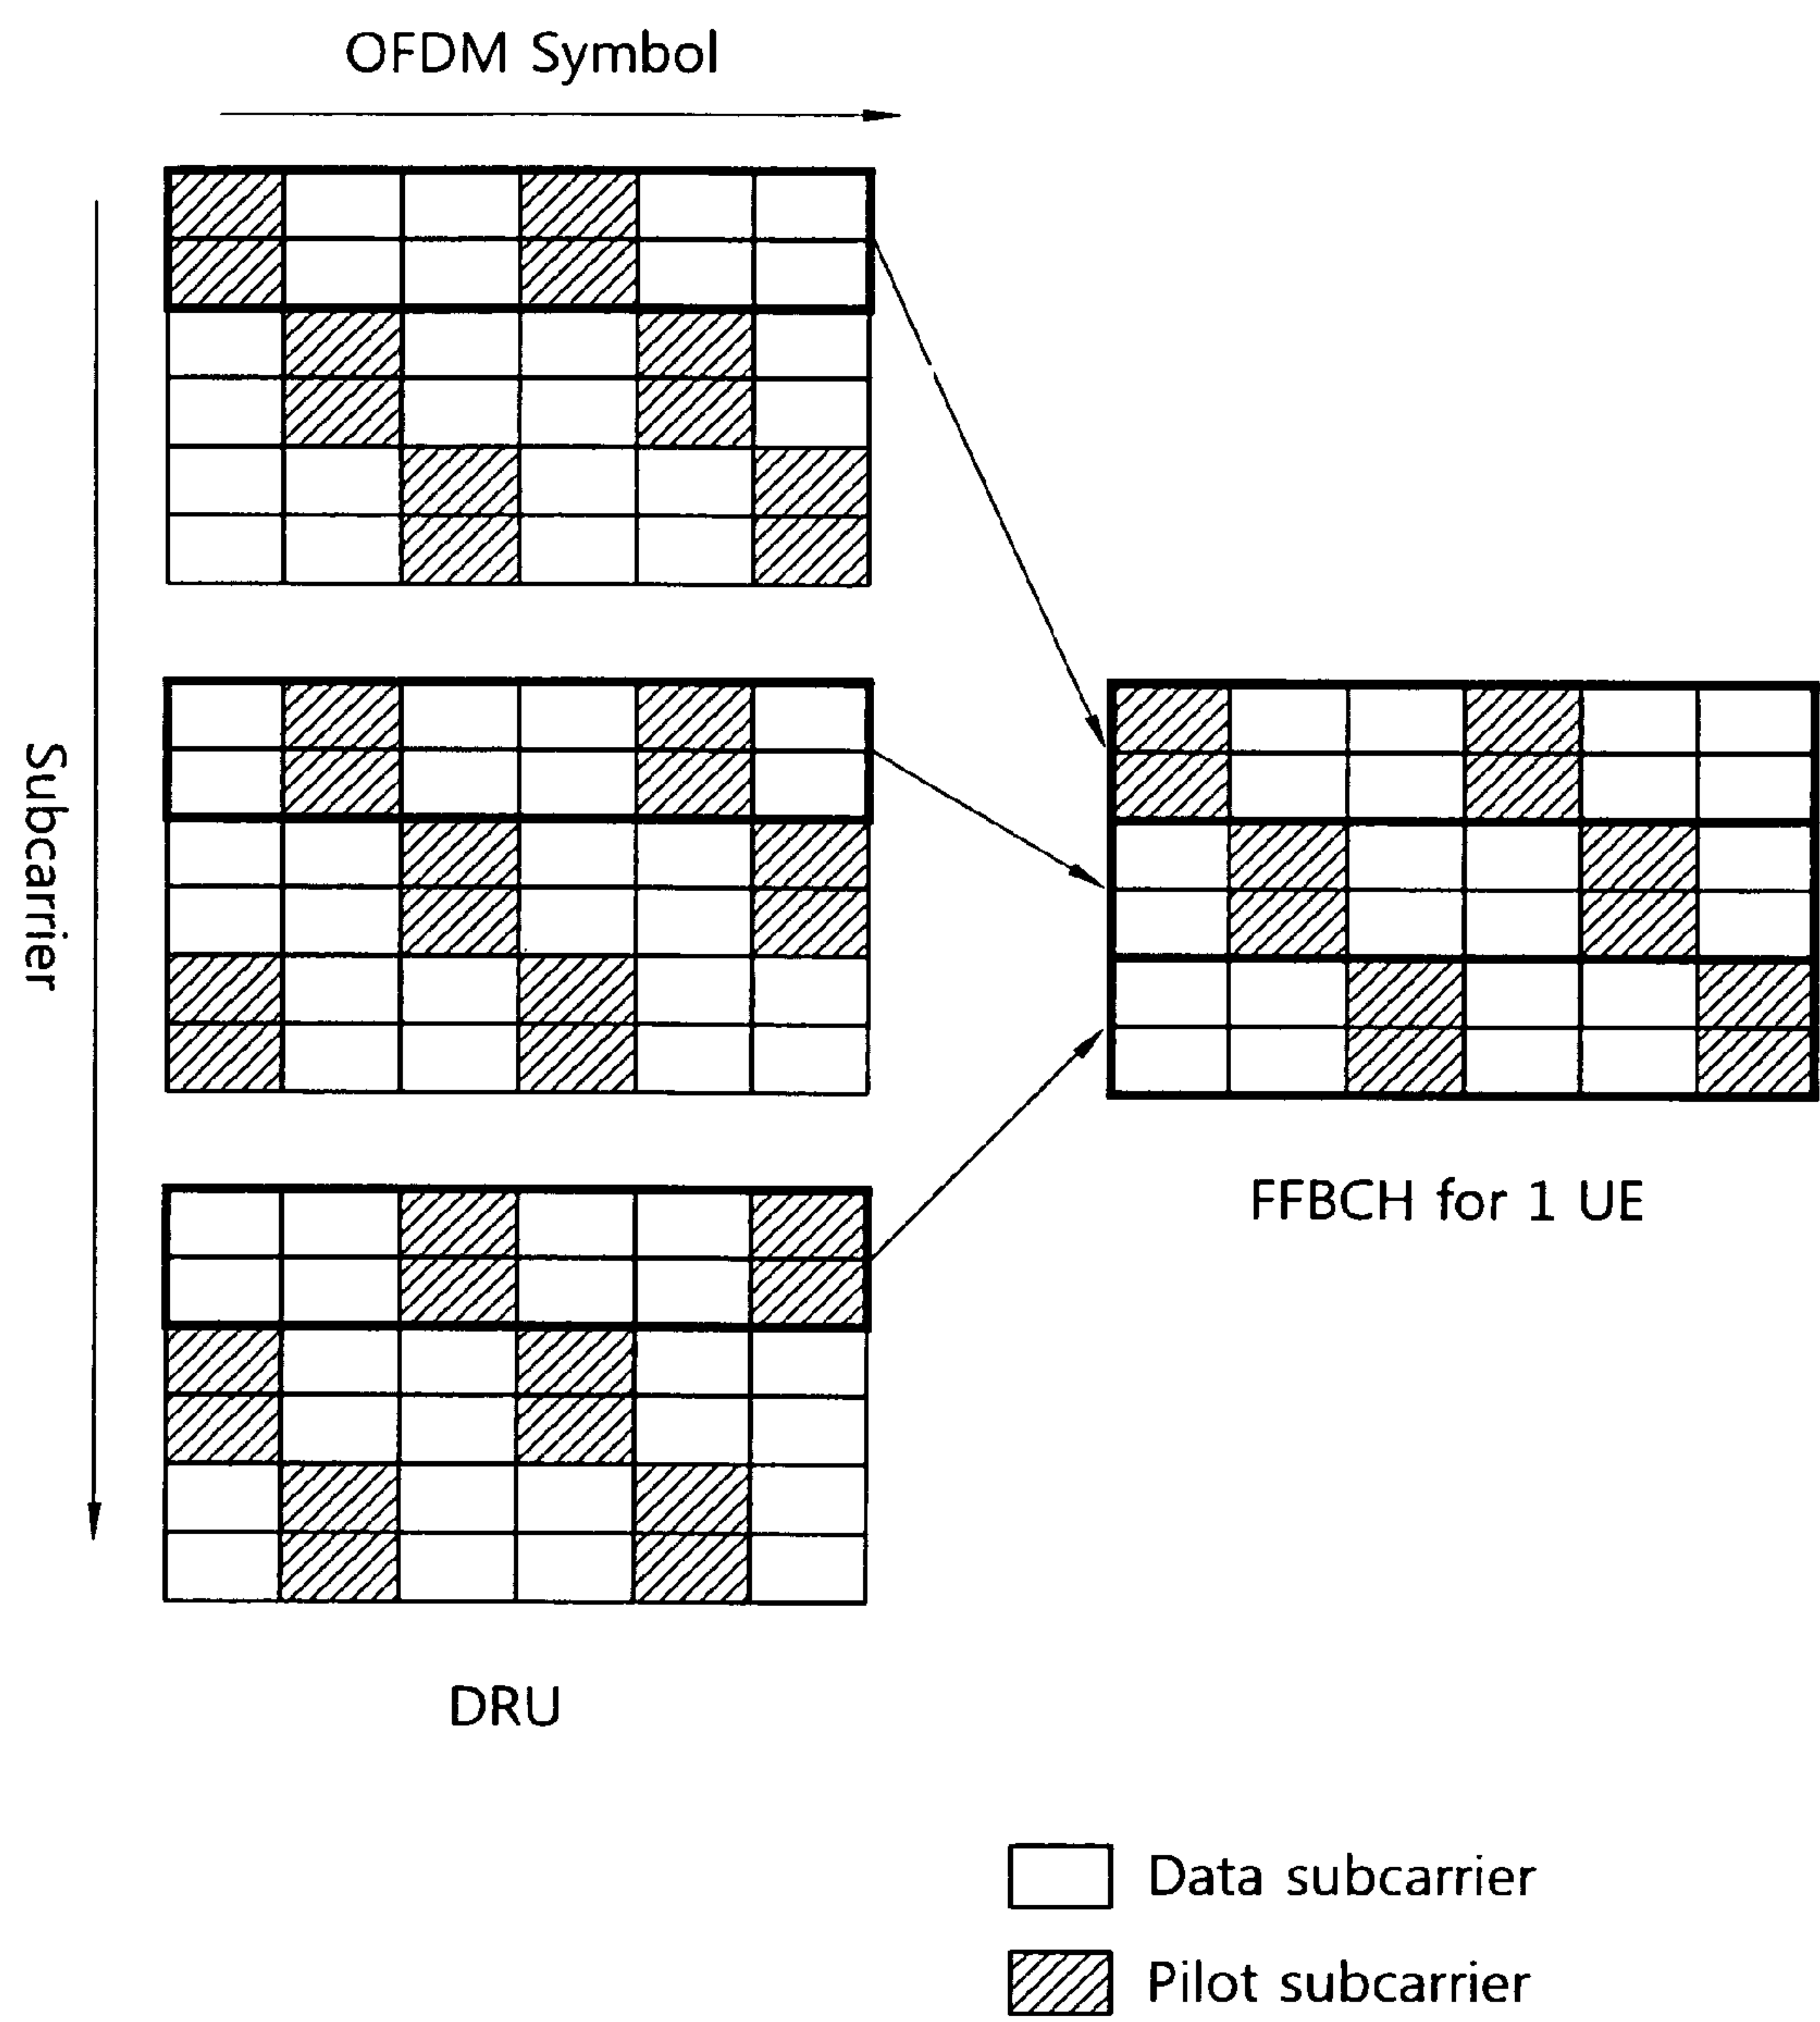 OFDM Symbol
Subcarrier
FFBCH for 1 UE
DRU
Data subcarrier
Pilot subcarrier